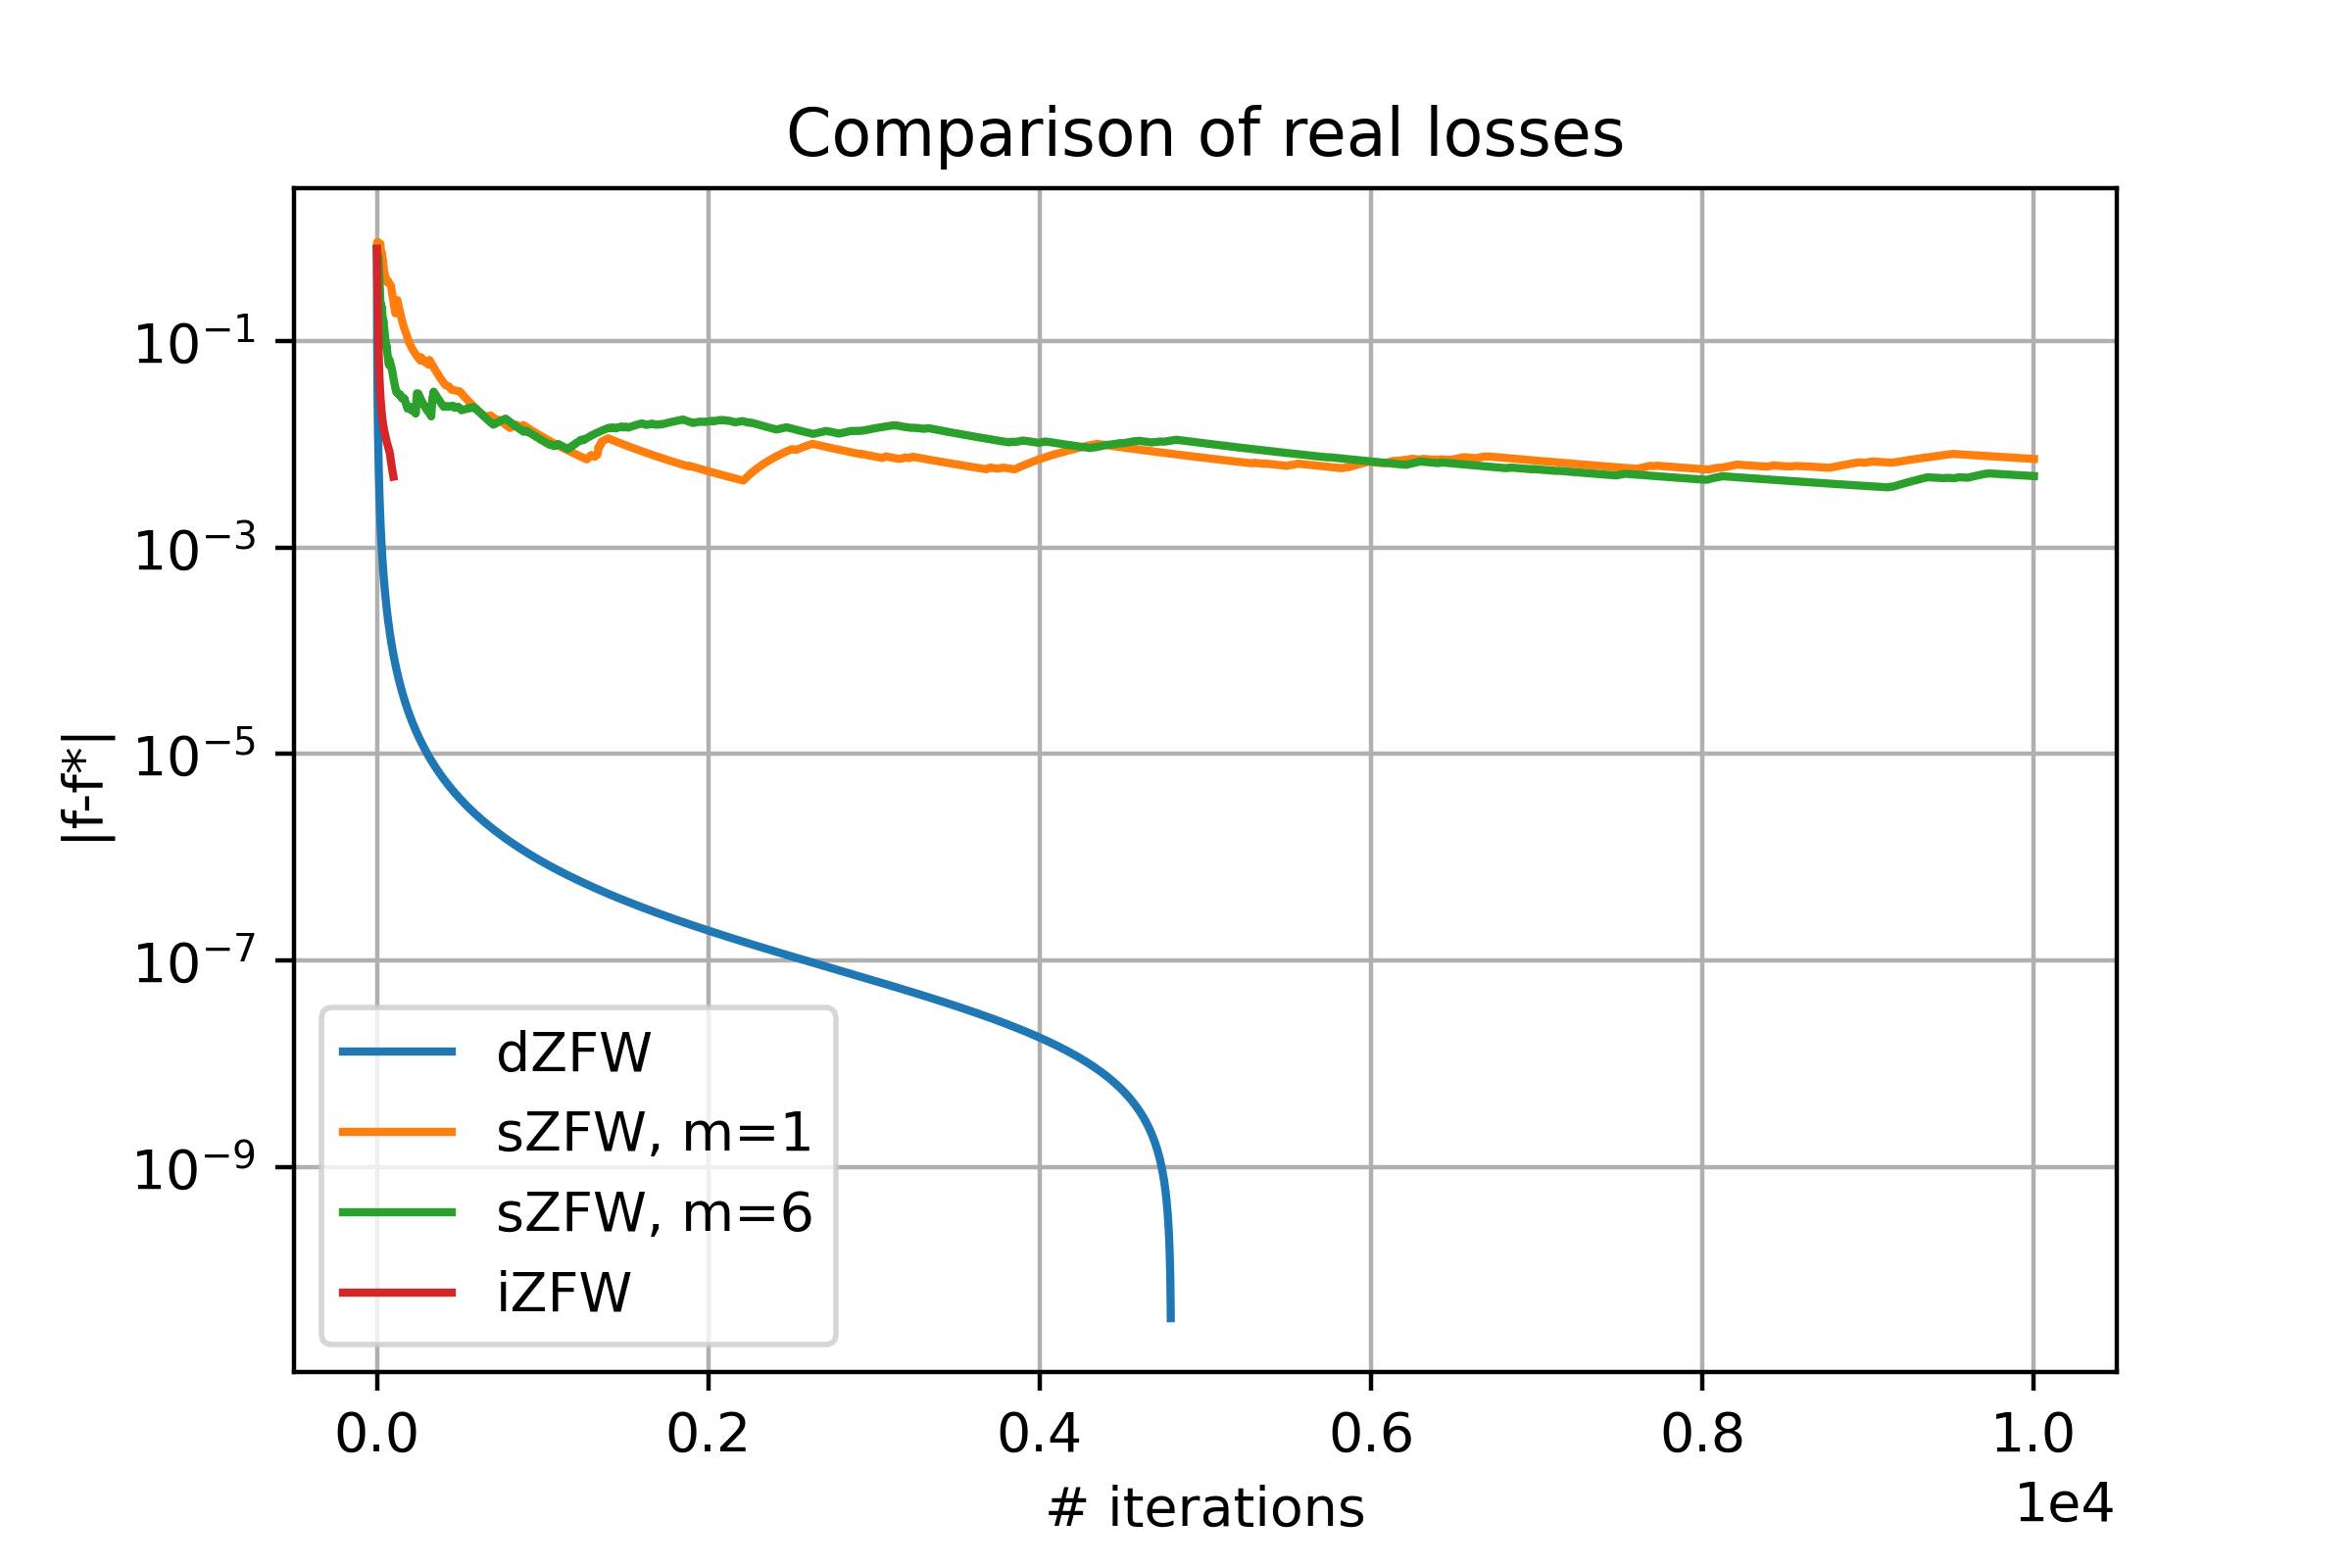 Comparison of real losses
|f-f*|
10⁻¹
10⁻³
10⁻⁵
10⁻⁷
10⁻⁹
dZFW
sZFW, m=1
sZFW, m=6
iZFW
0.0 0.2 0.4 0.6 0.8 1.0
# iterations
1e4